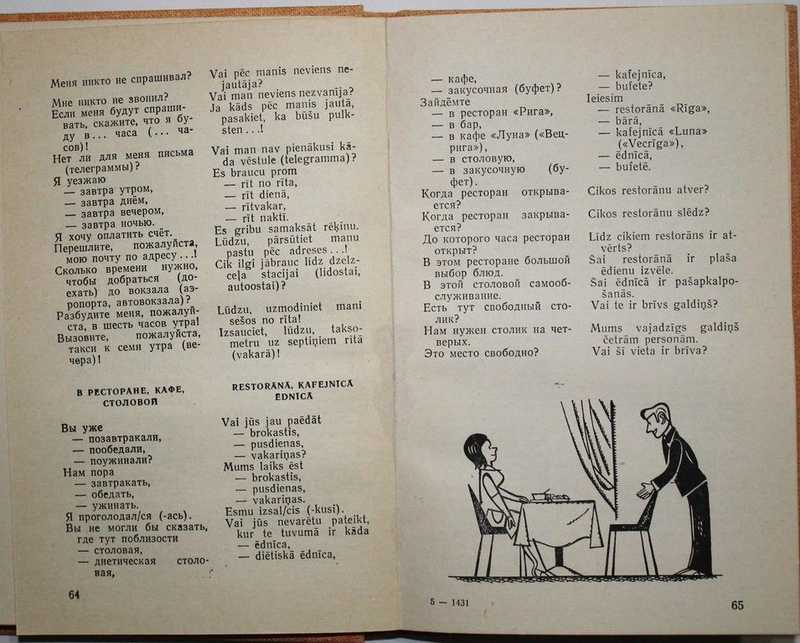 Меня никто не спрашивал?
Мне никто не звонил?
Если меня будут спраши-
вать, скажите, что я бу-
ду в... часа (... ча-
сов)!
Нет ли для меня письма
(телеграммы)?
Я уезжаю
— завтра утром,
— завтра днём,
— завтра вечером,
— завтра ночью.
Я хочу оплатить счёт.
Перешлите, пожалуйста,
мою почту по адресу...!
Сколько времени нужно,
чтобы добраться (до-
ехать) до вокзала (аэ-
ропорта, автовокзала)?
Разбудите меня, пожалуй-
ста, в шесть часов утра!
Вызовите, пожалуйста,
такси к семи утра (ве-
чера)!
В РЕСТОРАНЕ, КАФЕ,
СТОЛОВОЙ
Вы уже
— позавтракали,
— пообедали,
— поужинали?
Нам пора
— завтракать,
— обедать,
— ужинать.
Я проголодал/ся (-ась).
Вы не могли бы сказать,
где тут поблизости
— столовая,
— диетическая столо-
вая,
64
Vai pēc manis neviens ne-
jautāja?
Vai man neviens nezvanīja?
Ja kāds pēc manis jautā,
pasakiet, ka būšu pulk-
sten...!
Vai man nav pienākusi kā-
da vēstule (telegramma)?
Es braucu prom
— rīt no rīta,
— rīt dienā,
— rītvakar,
— rīt naktī.
Es gribu samaksāt rēķinu.
Lūdzu, pārsūtiet manu
pastu pēc adreses...!
Cik ilgi jābrauc līdz dzelz-
ceļa stacijai (lidostai,
autoostai)?
Lūdzu, uzmodiniet mani
sešos no rīta!
Izsauciet, lūdzu, takso-
metru uz septiņiem rītā
(vakarā)!
RESTORĀNĀ, KAFEJNĪCĀ
ĒDNĪCĀ
Vai jūs jau paēdāt
— brokastis,
— pusdienas,
— vakariņas?
Mums laiks ēst
— brokastis,
— pusdienas,
— vakariņas.
Esmu izsal/cis (-kusi).
Vai jūs nevarētu pateikt,
kur te tuvumā ir kāda
— ēdnīca,
— diētiskā ēdnīca,
— кафе,
— закусочная (буфет)?
Зайдёмте
— в ресторан «Рига»,
— в бар,
— в кафе «Луна» («Вец-
рига»),
— в столовую,
— в закусочную (бу-
фет).
Когда ресторан открыва-
ется?
Когда ресторан закрыва-
ется?
До которого часа ресторан
открыт?
В этом ресторане большой
выбор блюд.
В этой столовой самооб-
служивание.
Есть тут свободный сто-
лик?
Нам нужен столик на чет-
верых.
Это место свободно?
— kafejnīca,
— bufete?
Ieiesim
— restorānā «Rīga»,
— bārā,
— kafejnīcā «Luna»
(«Vecrīga»),
— ēdnīcā,
— bufetē.
Cikos restorānu atver?
Cikos restorānu slēdz?
Līdz cikiem restorāns ir at-
vērts?
Šai restorānā ir plaša
ēdienu izvēle.
Šai ēdnīcā ir pašapkalpo-
šanās.
Vai te ir brīvs galdiņš?
Mums vajadzīgs galdiņš
četrām personām.
Vai šī vieta ir brīva?
5 — 1431
65